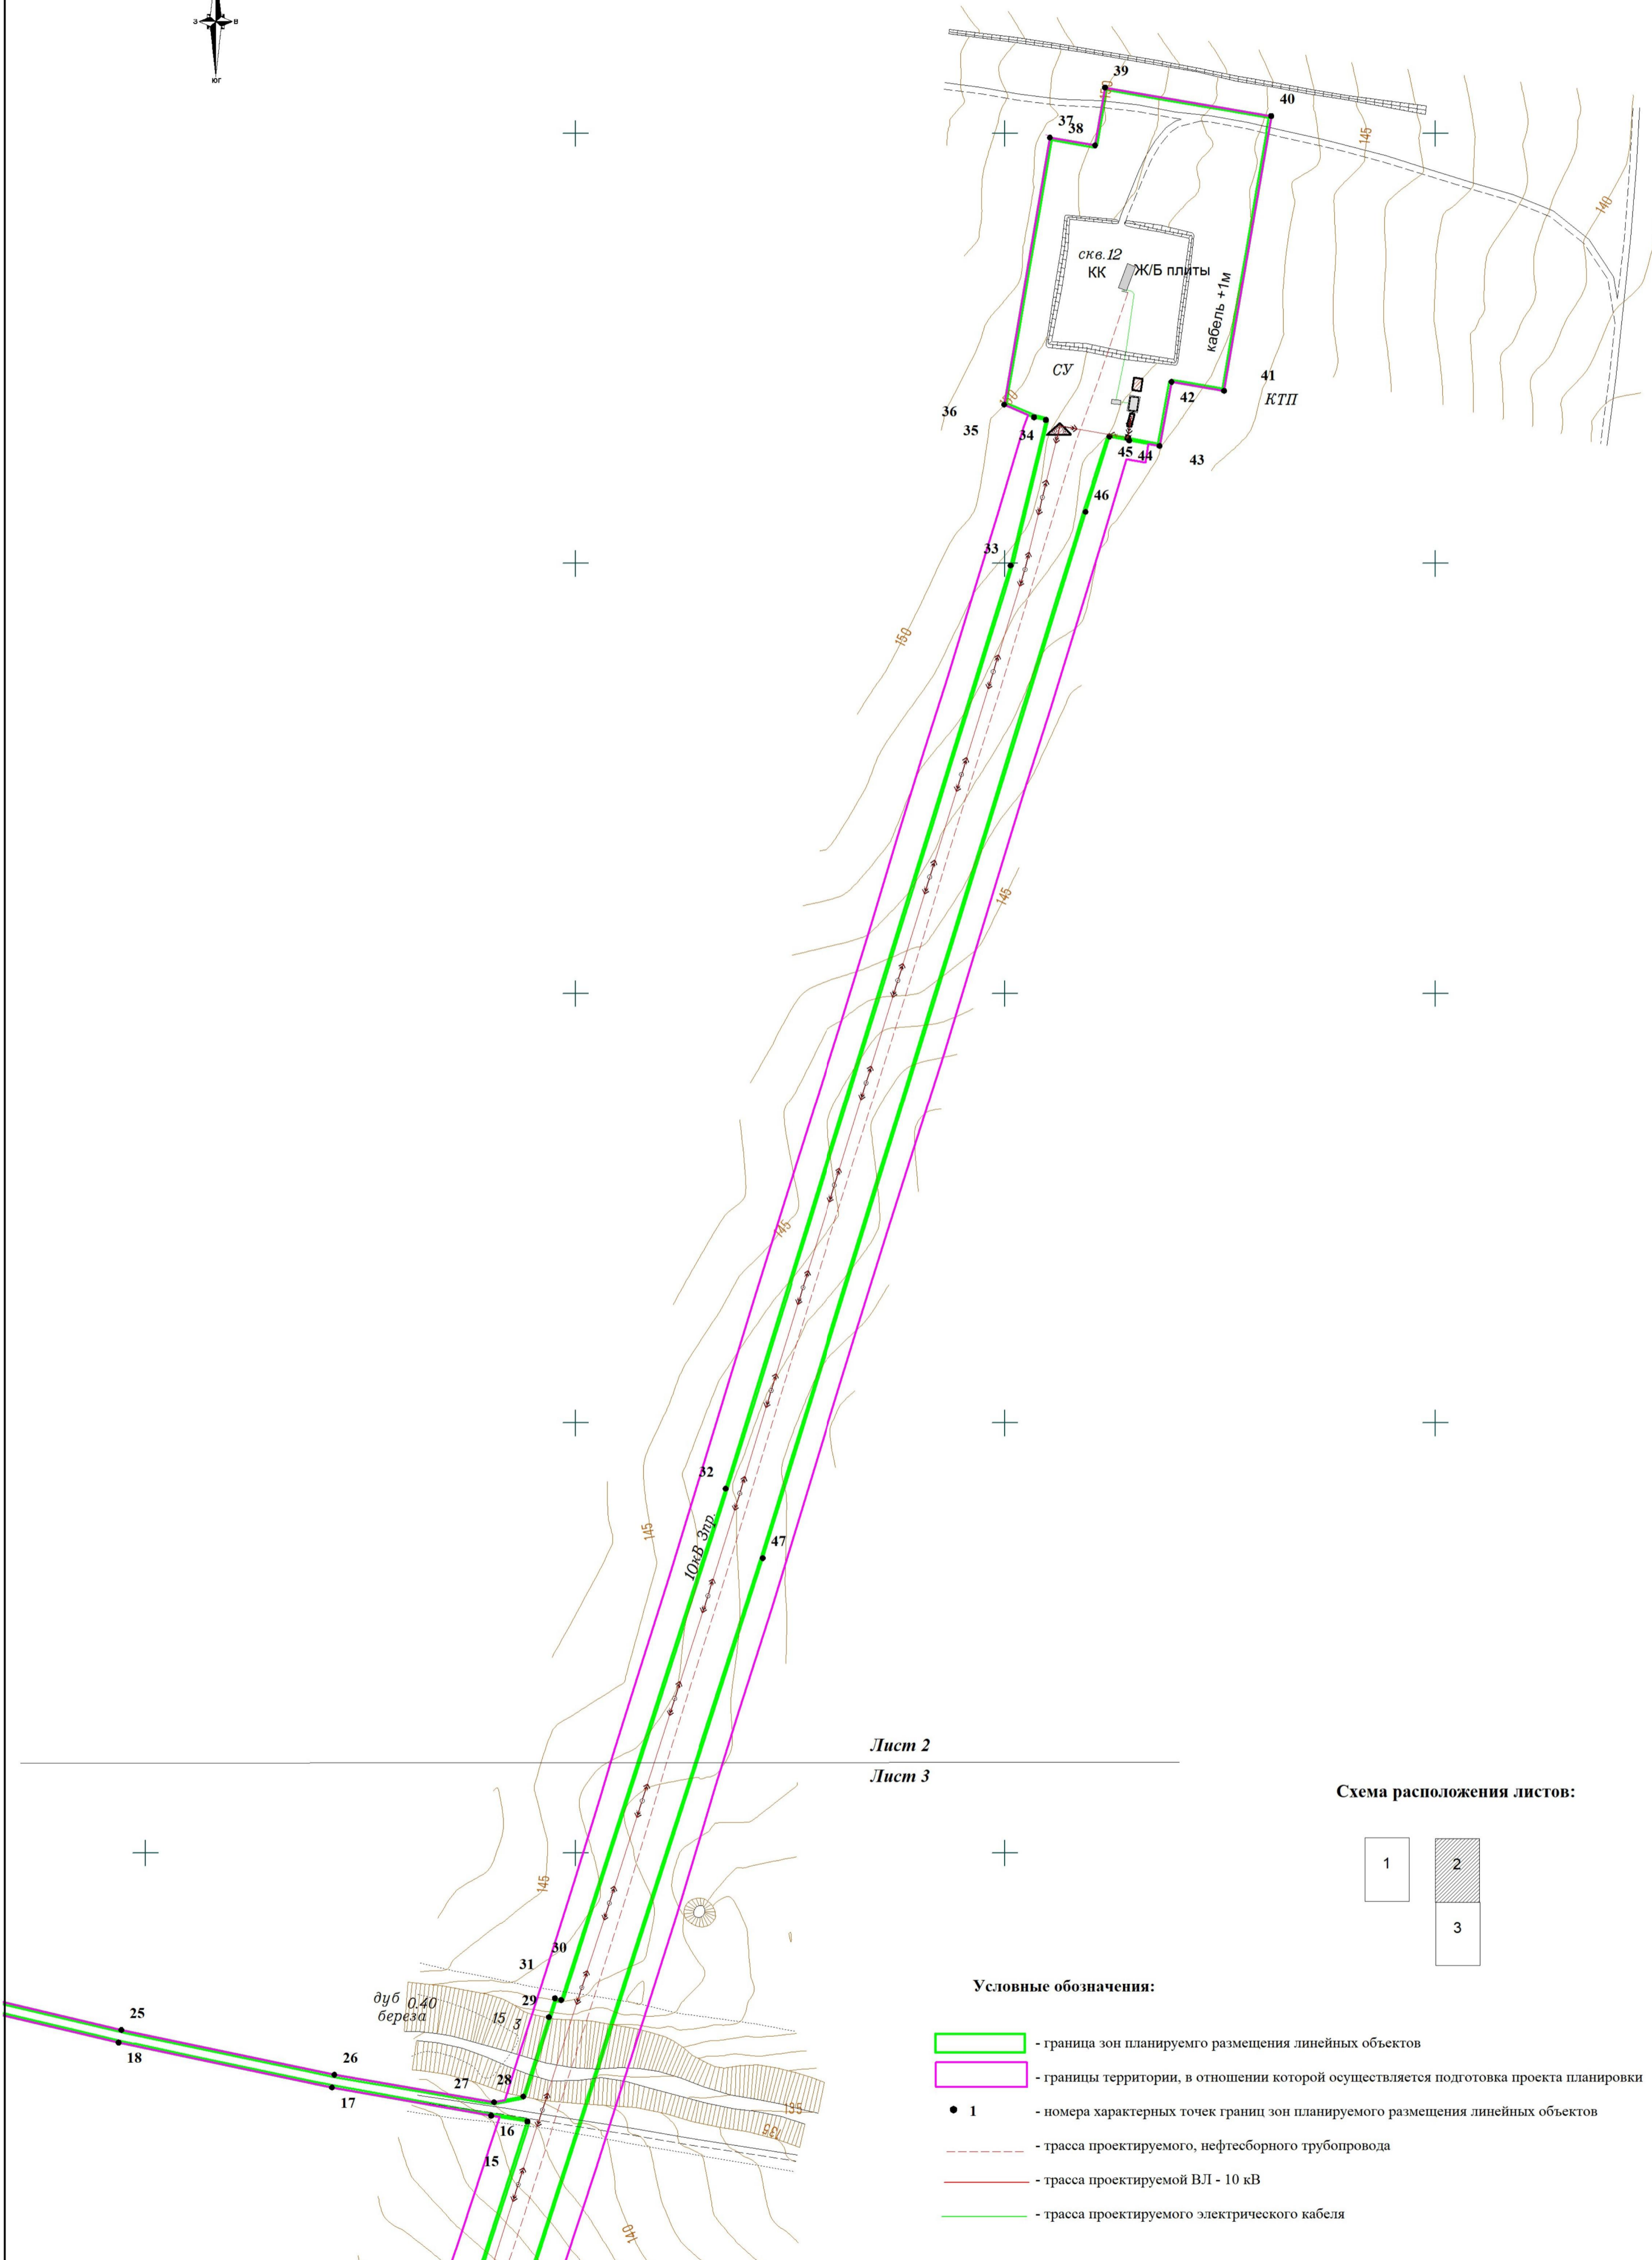 З В
ЮГ
39
40
37
38
150
145
140
скв.12
КК
Ж/Б плиты
кабель +1м
СУ
41
42
КТП
150
36
35
34
45
44
43
46
33
150
145
145
32
145
10кВ 3пр.
47
Лист 2
Лист 3
Схема расположения листов:
1
2
3
145
30
31
29
дуб 0.40
береза
15 3
25
18
26
27
28
17
16
15
135
135
140
Условные обозначения:
- граница зон планируемго размещения линейных объектов
- границы территории, в отношении которой осуществляется подготовка проекта планировки
1 - номера характерных точек границ зон планируемого размещения линейных объектов
- трасса проектируемого, нефтесборного трубопровода
- трасса проектируемой ВЛ - 10 кВ
- трасса проектируемого электрического кабеля